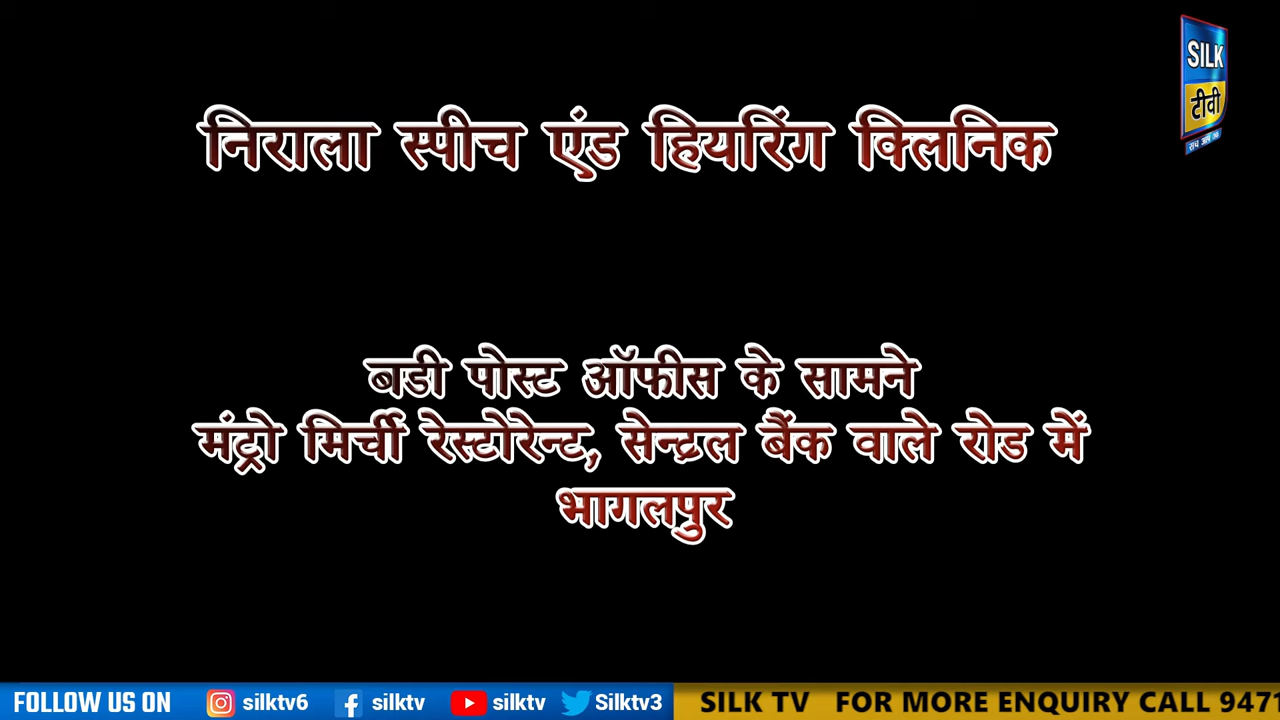 निराला स्पीच एंड हियरिंग क्लिनिक
SILK
टीवी
बडी पोस्ट ऑफीस के सामने
मंट्रो मिर्ची रेस्टोरेन्ट, सेन्द्रल बैंक वाले रोड में
भागलपुर
FOLLOW US ON silktv6 silktv silktv Silktv3 SILK TV FOR MORE ENQUIRY CALL 9471